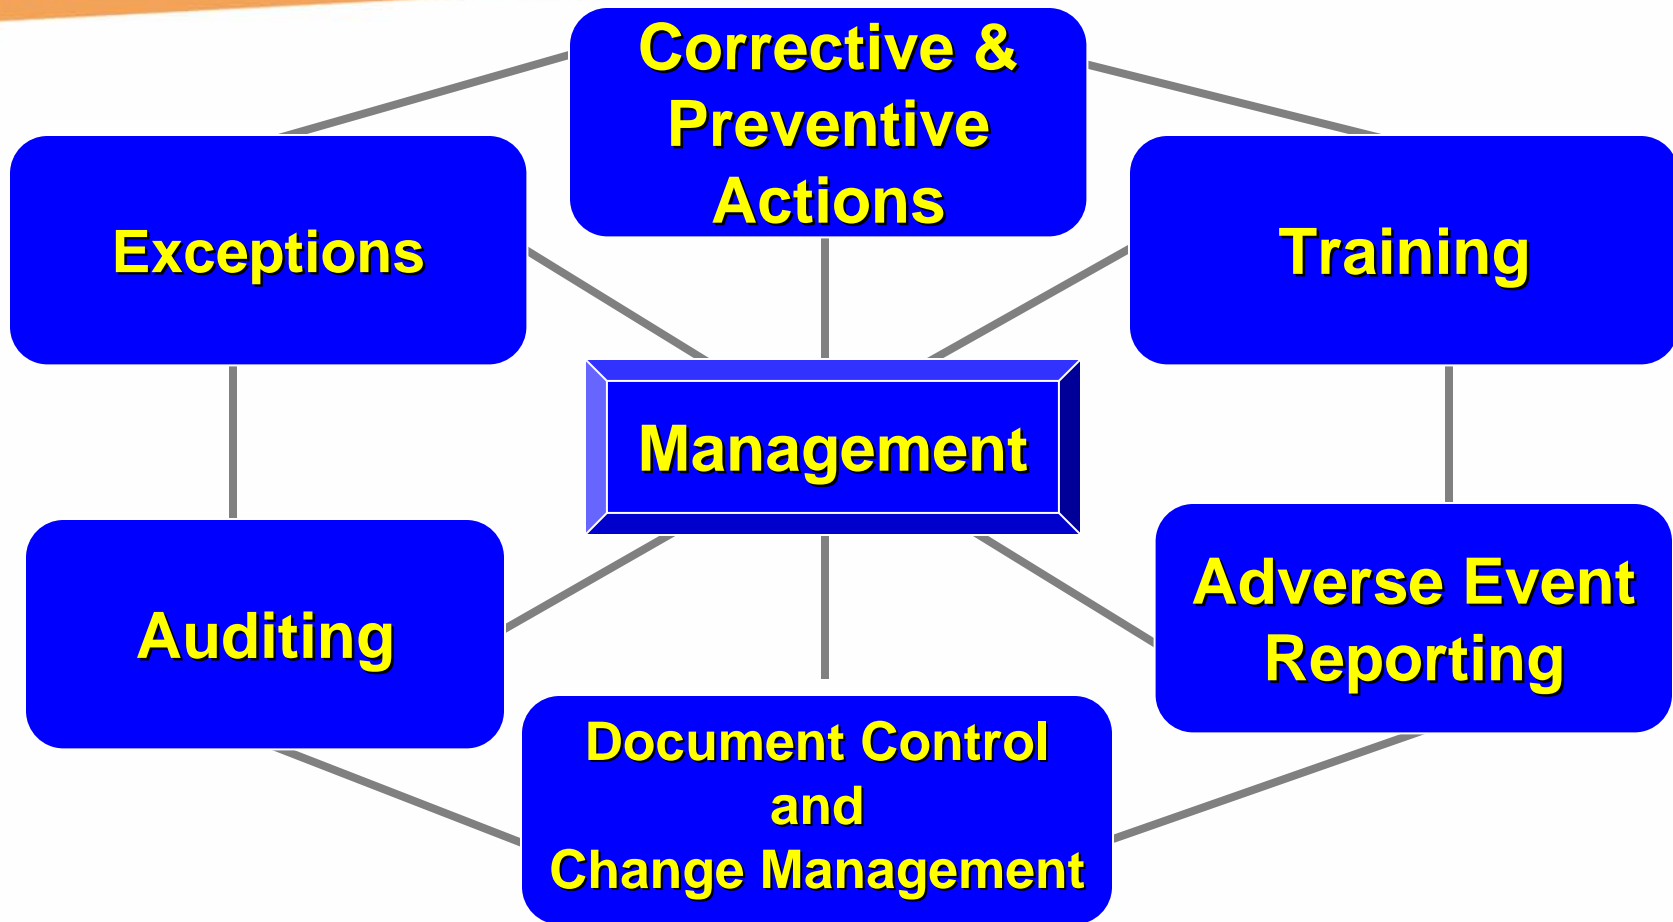 Corrective &
Preventive
Actions
Exceptions
Training
Management
Auditing
Adverse Event
Reporting
Document Control
and
Change Management